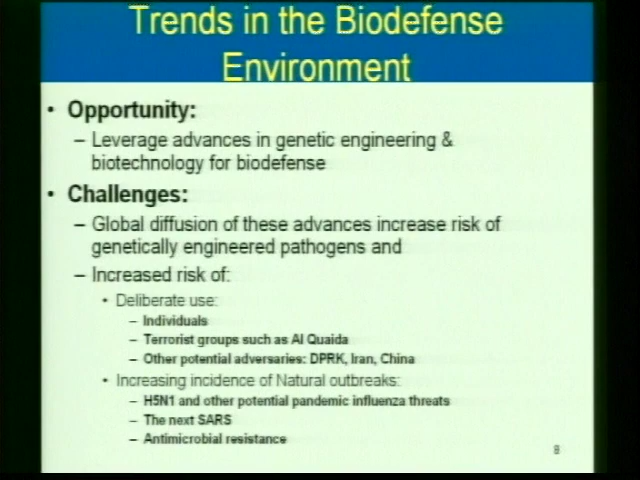 Trends in the Biodefense
Environment
• Opportunity:
– Leverage advances in genetic engineering &
biotechnology for biodefense
• Challenges:
– Global diffusion of these advances increase risk of
genetically engineered pathogens and
– Increased risk of:
• Deliberate use:
– Individuals
– Terrorist groups such as Al Quaida
– Other potential adversaries: DPRK, Iran, China
• Increasing incidence of Natural outbreaks:
– H5N1 and other potential pandemic influenza threats
– The next SARS
– Antimicrobial resistance
8